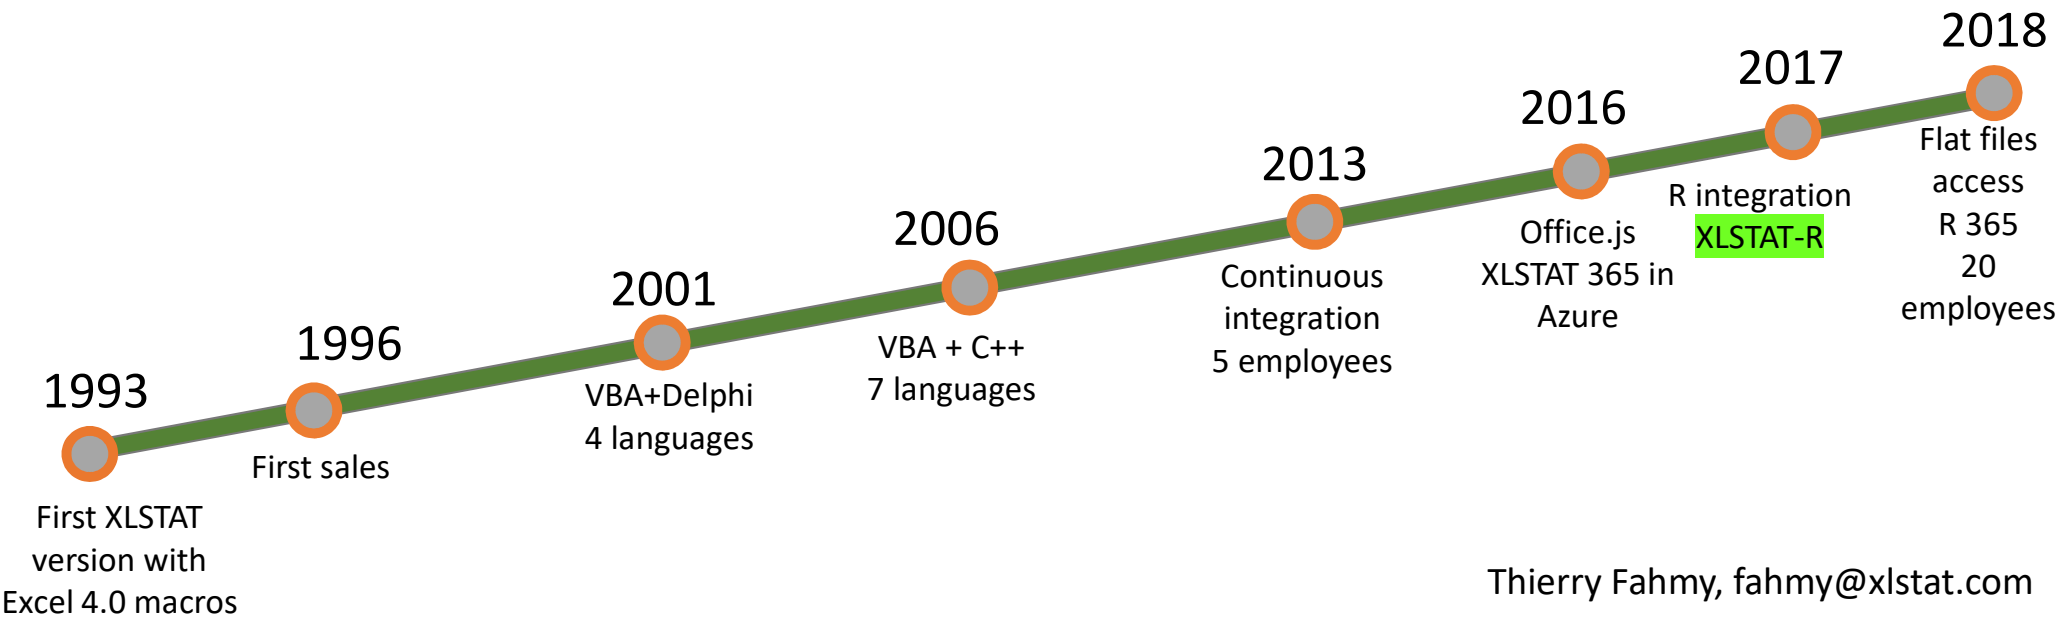 1993
First XLSTAT
version with
Excel 4.0 macros
1996
First sales
2001
VBA+Delphi
4 languages
2006
VBA + C++
7 languages
2013
Continuous
integration
5 employees
2016
Office.js
XLSTAT 365 in
Azure
2017
R integration
XLSTAT-R
2018
Flat files
access
R 365
20
employees
Thierry Fahmy, fahmy@xlstat.com